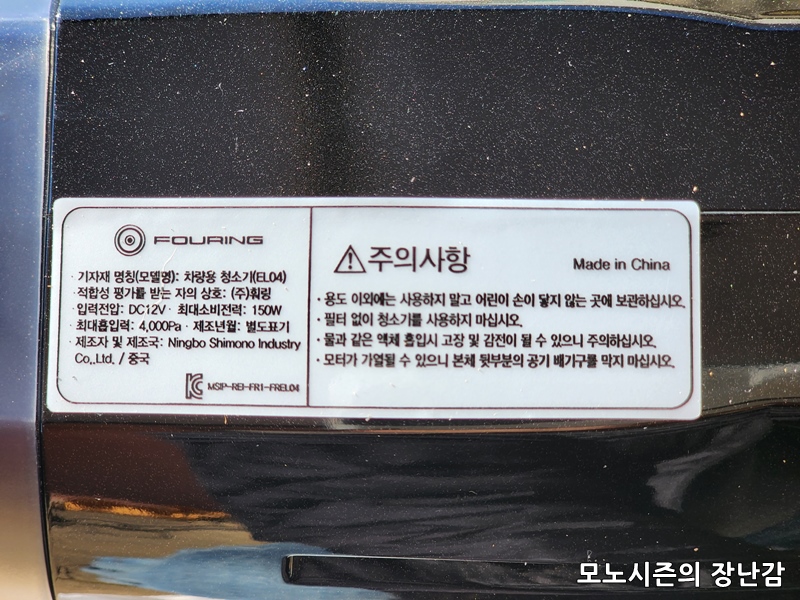 FOURING
· 기자재 명칭(모델명): 차량용 청소기(EL04)
· 적합성 평가를 받는 자의 상호: (주)훠링
· 입력전압: DC12V · 최대소비전력: 150W
· 최대흡입력: 4,000Pa · 제조년월: 별도표기
· 제조자 및 제조국: Ningbo Shimono Industry
Co.,Ltd. / 중국
MSIP-REI-FR1-FREL04
주의사항
Made in China
· 용도 이외에는 사용하지 말고 어린이 손이 닿지 않는 곳에 보관하십시오.
· 필터 없이 청소기를 사용하지 마십시오.
· 물과 같은 액체 흡입시 고장 및 감전이 될 수 있으니 주의하십시오.
· 모터가 가열될 수 있으니 본체 뒷부분의 공기 배기구를 막지 마십시오.
모노시즌의 장난감